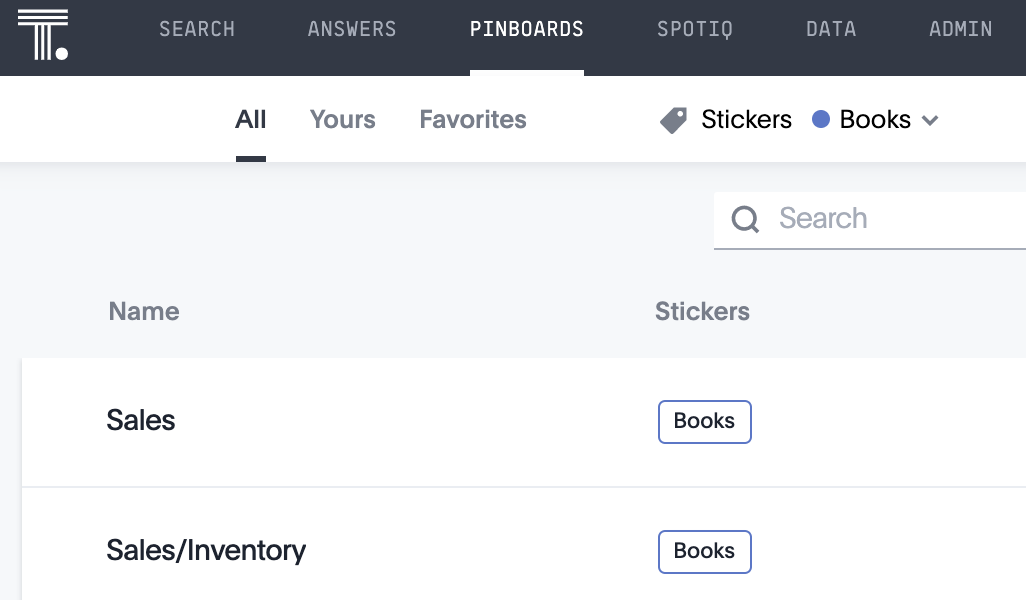 SEARCH ANSWERS PINBOARDS SPOTIQ DATA ADMIN
All Yours Favorites Stickers Books
Search
Name Stickers
Sales Books
Sales/Inventory Books